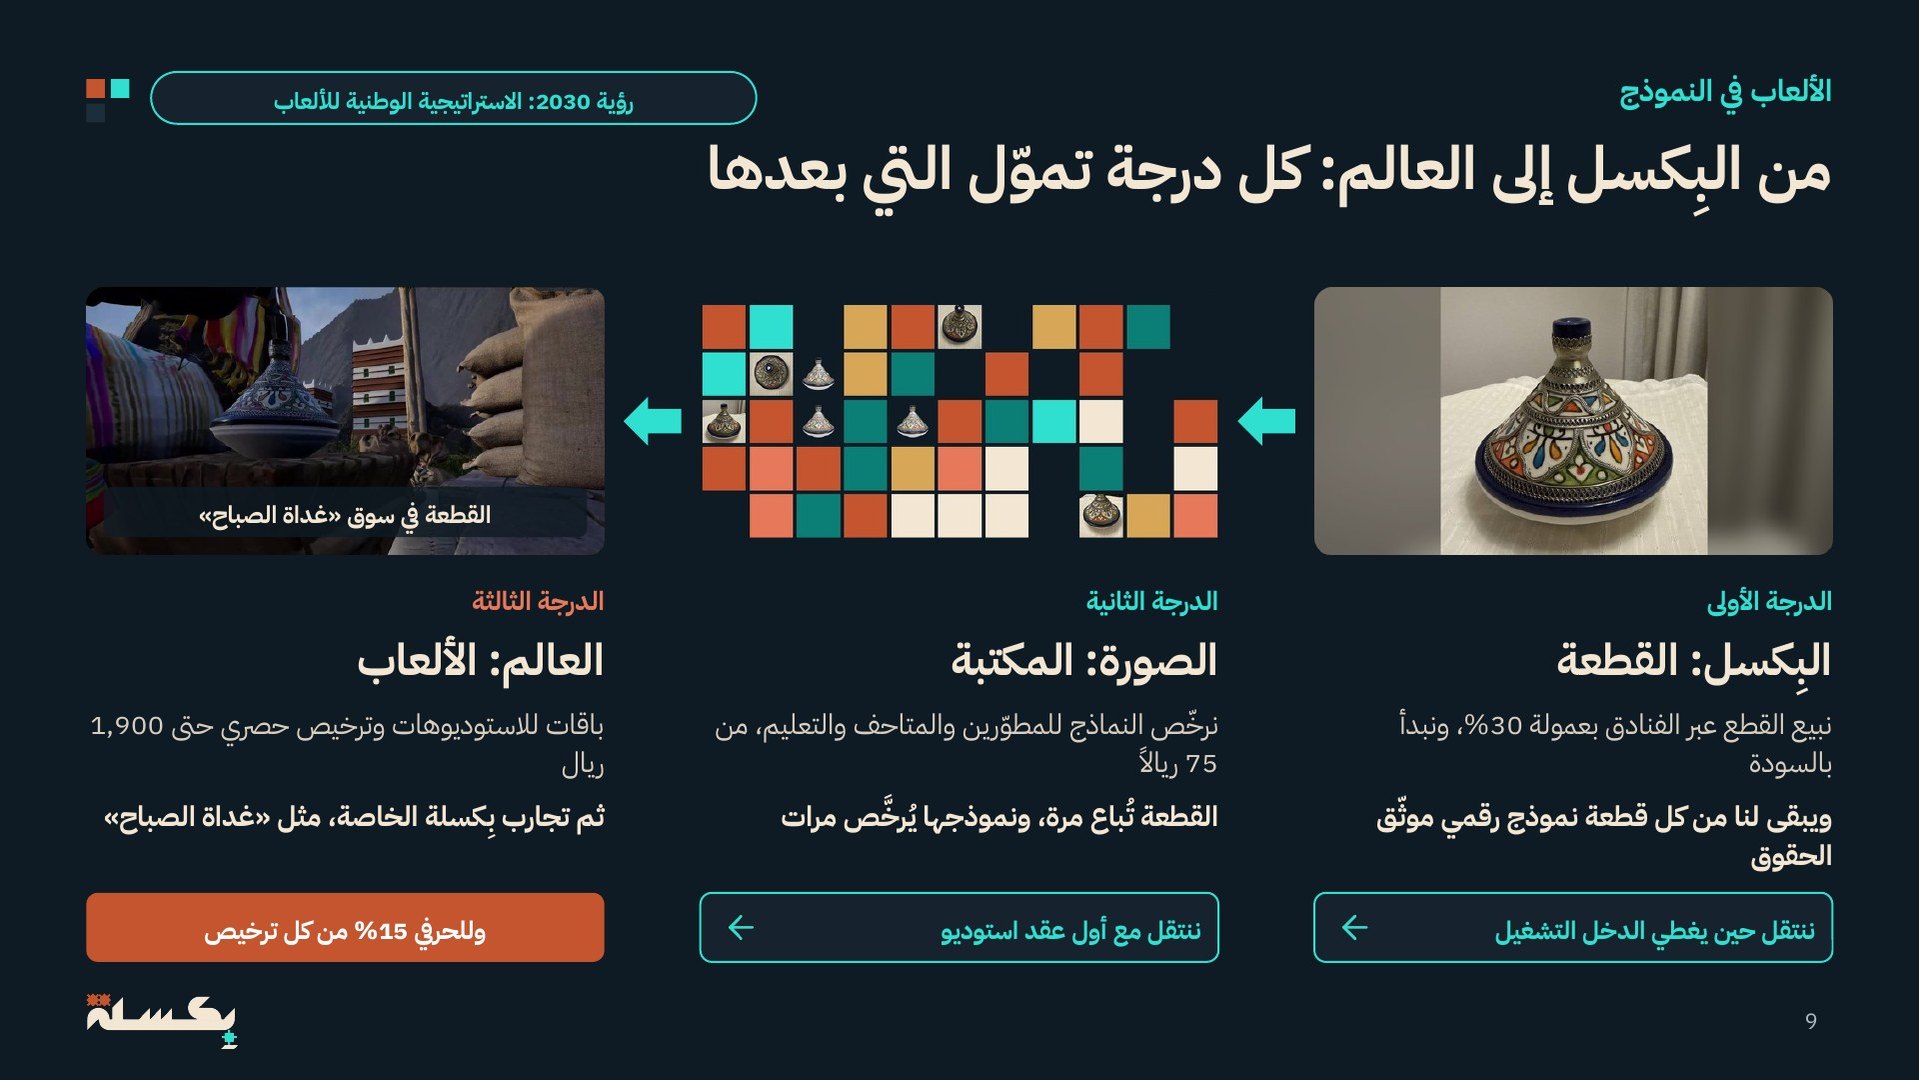 الألعاب في النموذج
رؤية 2030: الاستراتيجية الوطنية للألعاب
من البِكسل إلى العالم: كل درجة تموّل التي بعدها
الدرجة الأولى
البِكسل: القطعة
نبيع القطع عبر الفنادق بعمولة 30%، ونبدأ
بالسودة
ويبقى لنا من كل قطعة نموذج رقمي موثّق
الحقوق
ننتقل حين يغطي الدخل التشغيل
الدرجة الثانية
الصورة: المكتبة
نرخّص النماذج للمطوّرين والمتاحف والتعليم، من
75 ريالاً
القطعة تُباع مرة، ونموذجها يُرخَّص مرات
ننتقل مع أول عقد استوديو
القطعة في سوق «غداة الصباح»
الدرجة الثالثة
العالم: الألعاب
باقات للاستوديوهات وترخيص حصري حتى 1,900
ريال
ثم تجارب بِكسلة الخاصة، مثل «غداة الصباح»
وللحرفي 15% من كل ترخيص
بِكسلة
9